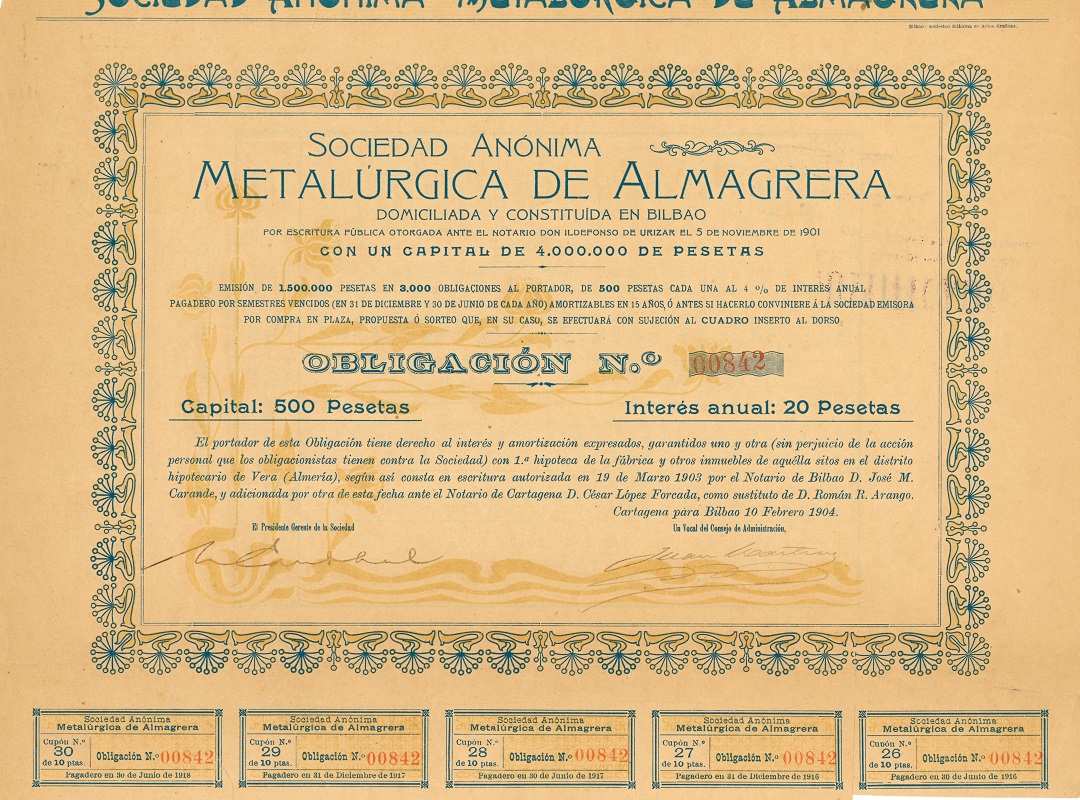 SOCIEDAD ANÓNIMA METALÚRGICA DE ALMAGRERA
Bilbao; sociedad Bilbaina de Artes Gráficas.
SOCIEDAD ANÓNIMA
METALÚRGICA DE ALMAGRERA
DOMICILIADA Y CONSTITUÍDA EN BILBAO
POR ESCRITURA PÚBLICA OTORGADA ANTE EL NOTARIO DON ILDEFONSO DE URIZAR EL 5 DE NOVIEMBRE DE 1901
CON UN CAPITAL DE 4.000.000 DE PESETAS
EMISIÓN DE 1.500.000 PESETAS EN 3.000 OBLIGACIONES AL PORTADOR, DE 500 PESETAS CADA UNA AL 4 % DE INTERÉS ANUAL
PAGADERO POR SEMESTRES VENCIDOS (EN 31 DE DICIEMBRE Y 30 DE JUNIO DE CADA AÑO) AMORTIZABLES EN 15 AÑOS, Ó ANTES SI HACERLO CONVINIERE Á LA SOCIEDAD EMISORA
POR COMPRA EN PLAZA, PROPUESTA Ó SORTEO QUE, EN SU CASO, SE EFECTUARÁ CON SUJECIÓN AL CUADRO INSERTO AL DORSO.
OBLIGACIÓN N.º 00842
Capital: 500 Pesetas Interés anual: 20 Pesetas
El portador de esta Obligación tiene derecho al interés y amortización expresados, garantidos uno y otra (sin perjuicio de la acción
personal que los obligacionistas tienen contra la Sociedad) con 1.ª hipoteca de la fábrica y otros inmuebles de aquélla sitos en el distrito
hipotecario de Vera (Almería), según así consta en escritura autorizada en 19 de Marzo 1903 por el Notario de Bilbao D. José M.
Carande, y adicionada por otra de esta fecha ante el Notario de Cartagena D. César López Forcada, como sustituto de D. Román R. Arango.
Cartagena para Bilbao 10 Febrero 1904.
El Presidente Gerente de la Sociedad Un Vocal del Consejo de Administración,
Sociedad Anónima
Metalúrgica de Almagrera
Cupón N.º
30
de 10 ptas.
Obligación N.º 00842
Pagadero en 30 de Junio de 1918
Sociedad Anónima
Metalúrgica de Almagrera
Cupón N.º
29
de 10 ptas.
Obligación N.º 00842
Pagadero en 31 de Diciembre de 1917
Sociedad Anónima
Metalúrgica de Almagrera
Cupón N.º
28
de 10 ptas.
Obligación N.º 00842
Pagadero en 30 de Junio de 1917
Sociedad Anónima
Metalúrgica de Almagrera
Cupón N.º
27
de 10 ptas.
Obligación N.º 00842
Pagadero en 31 de Diciembre de 1916
Sociedad Anónima
Metalúrgica de Almagrera
Cupón N.º
26
de 10 ptas.
Obligación N.º 00842
Pagadero en 30 de Junio de 1916